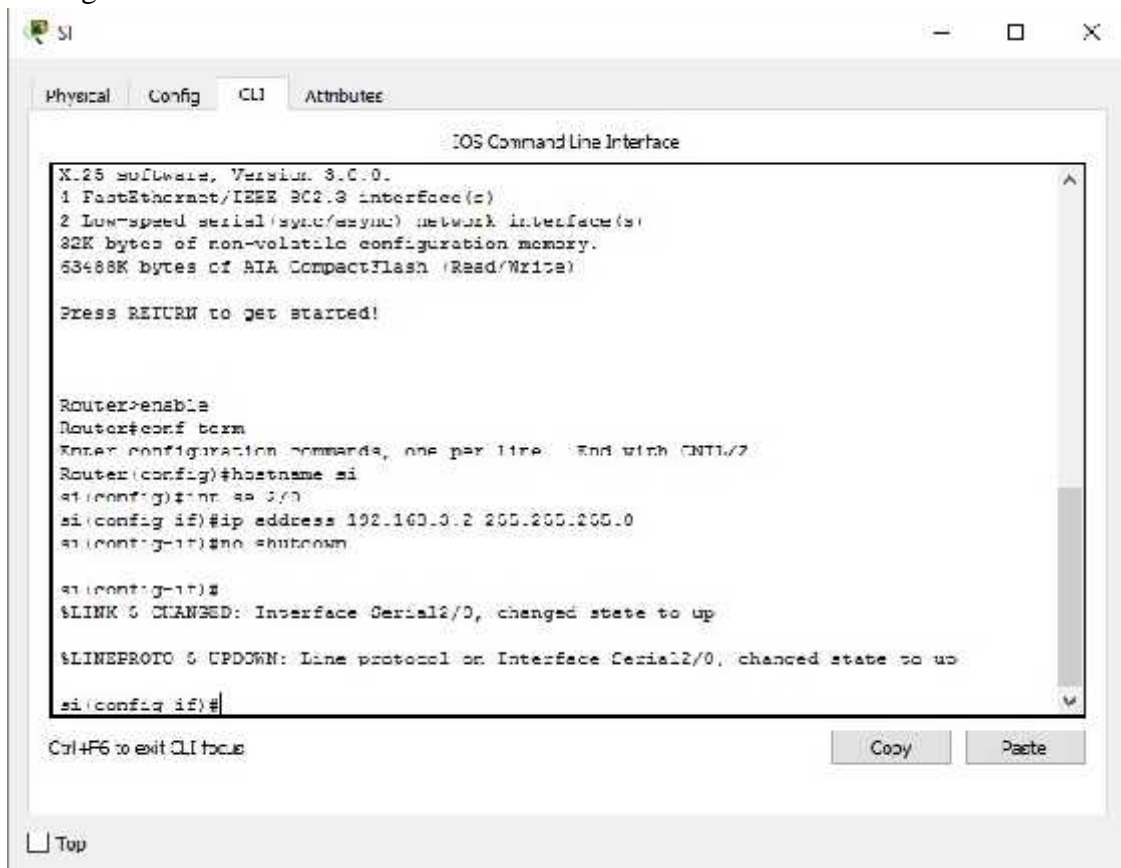 SI
Physical Config CLI Attributes
IOS Command Line Interface
X.25 software, Version 3.0.0.
1 FastEthernet/IEEE 802.3 interface(s)
2 Low-speed serial(sync/async) network interface(s)
32K bytes of non-volatile configuration memory.
63488K bytes of ATA CompactFlash (Read/Write)
Press RETURN to get started!
Router>enable
Router#conf term
Enter configuration commands, one per line. End with CNTL/Z.
Router(config)#hostname si
si(config)#int se 2/0
si(config-if)#ip address 192.168.3.2 255.255.255.0
si(config-if)#no shutdown
si(config-if)#
%LINK-5-CHANGED: Interface Serial2/0, changed state to up
%LINEPROTO-5-UPDOWN: Line protocol on Interface Serial2/0, changed state to up
si(config-if)#
Ctrl+F6 to exit CLI focus
Copy Paste
Top